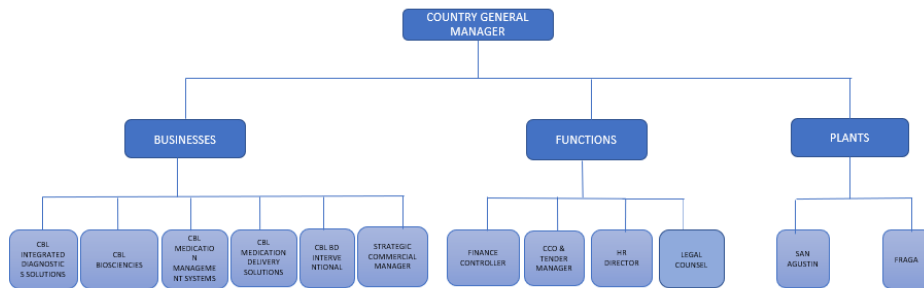 COUNTRY GENERAL
MANAGER
BUSINESSES
FUNCTIONS
PLANTS
CBL
INTEGRATED
DIAGNOSTIC
S SOLUTIONS
CBL
BIOSCIENCIES
CBL
MEDICATIO
N
MANAGEME
NT SYSTEMS
CBL
MEDICATION
DELIVERY
SOLUTIONS
CBL BD
INTERVE
NTIONAL
STRATEGIC
COMMERCIAL
MANAGER
FINANCE
CONTROLLER
CCO &
TENDER
MANAGER
HR
DIRECTOR
LEGAL
COUNSEL
SAN
AGUSTIN
FRAGA